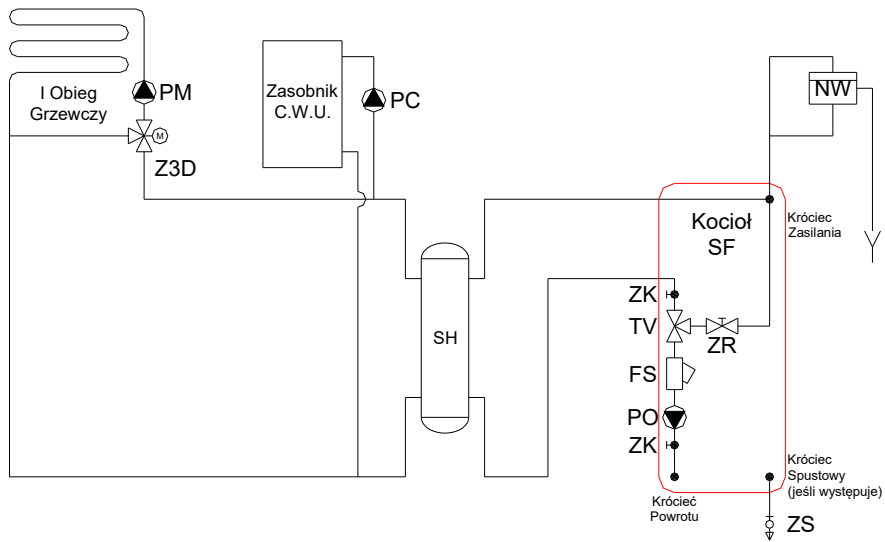 I Obieg
Grzewczy
PM
M
Z3D
Zasobnik
C.W.U.
PC
SH
Kocioł
SF
Króciec
Zasilania
NW
ZK
TV
ZR
FS
PO
ZK
Króciećc
Powrotu
Króciec
Spustowy
(jeśli występuje)
ZS